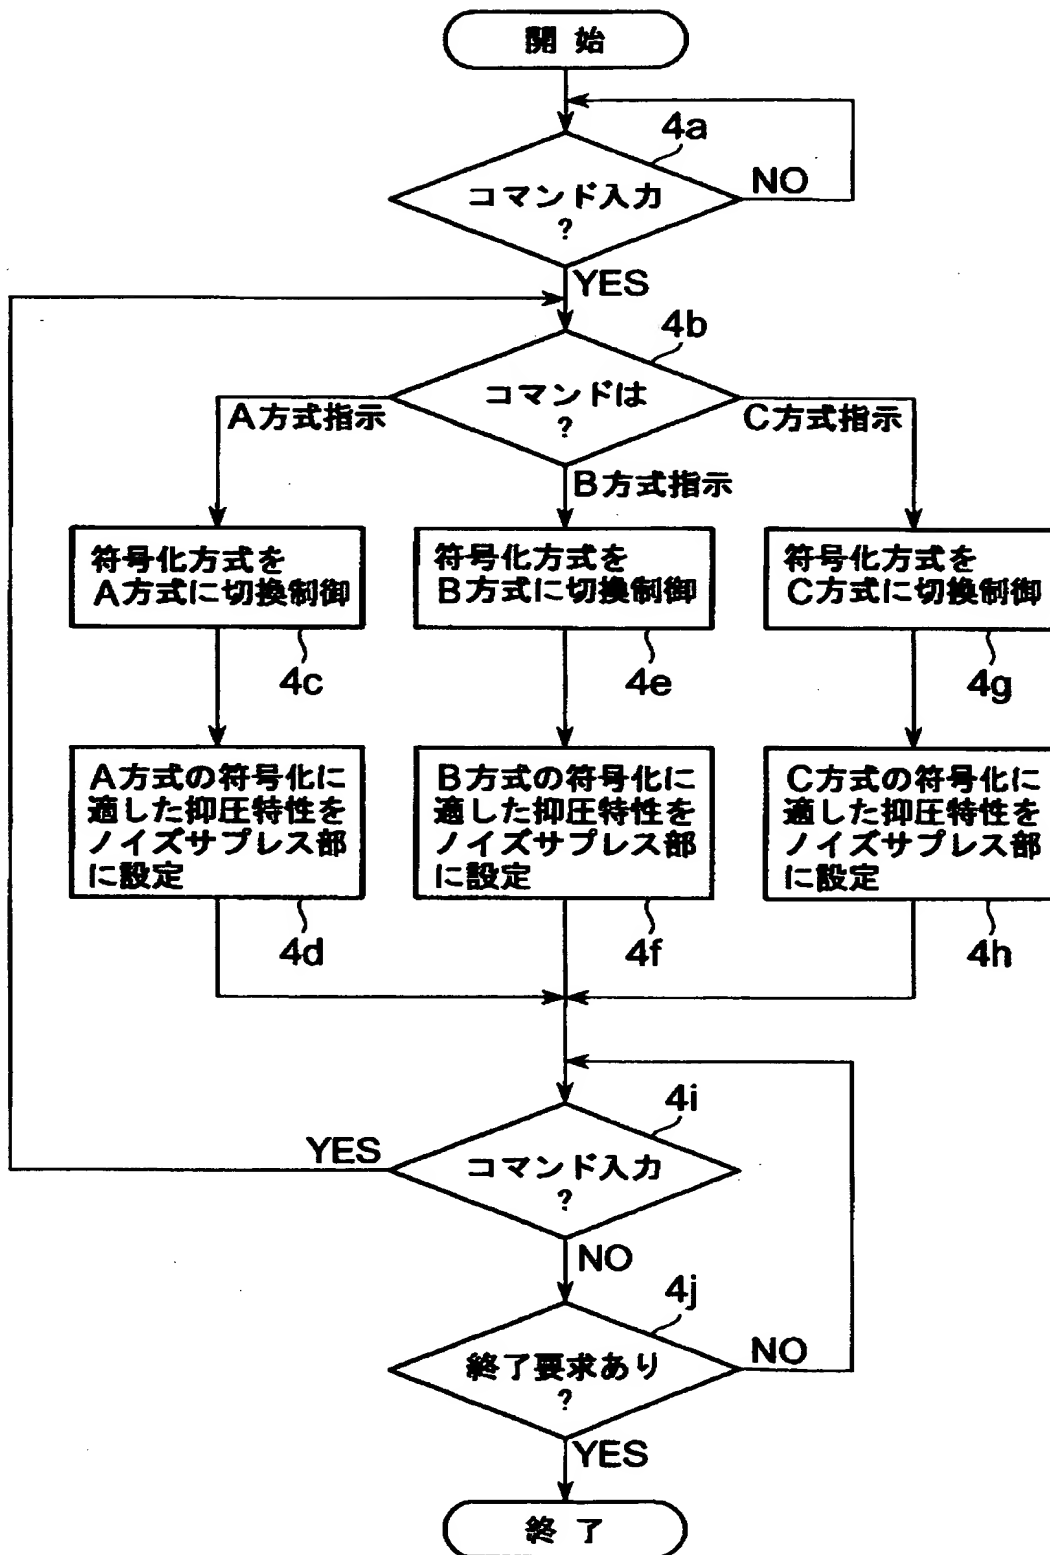 開始
4a
コマンド入力
?
NO
YES
4b
コマンドは
?
A方式指示
C方式指示
B方式指示
符号化方式を
A方式に切換制御
符号化方式を
B方式に切換制御
符号化方式を
C方式に切換制御
4c
4e
4g
A方式の符号化に
適した抑圧特性を
ノイズサプレス部
に設定
B方式の符号化に
適した抑圧特性を
ノイズサプレス部
に設定
C方式の符号化に
適した抑圧特性を
ノイズサプレス部
に設定
4d
4f
4h
4i
YES
コマンド入力
?
NO
4j
終了要求あり
?
NO
YES
終了